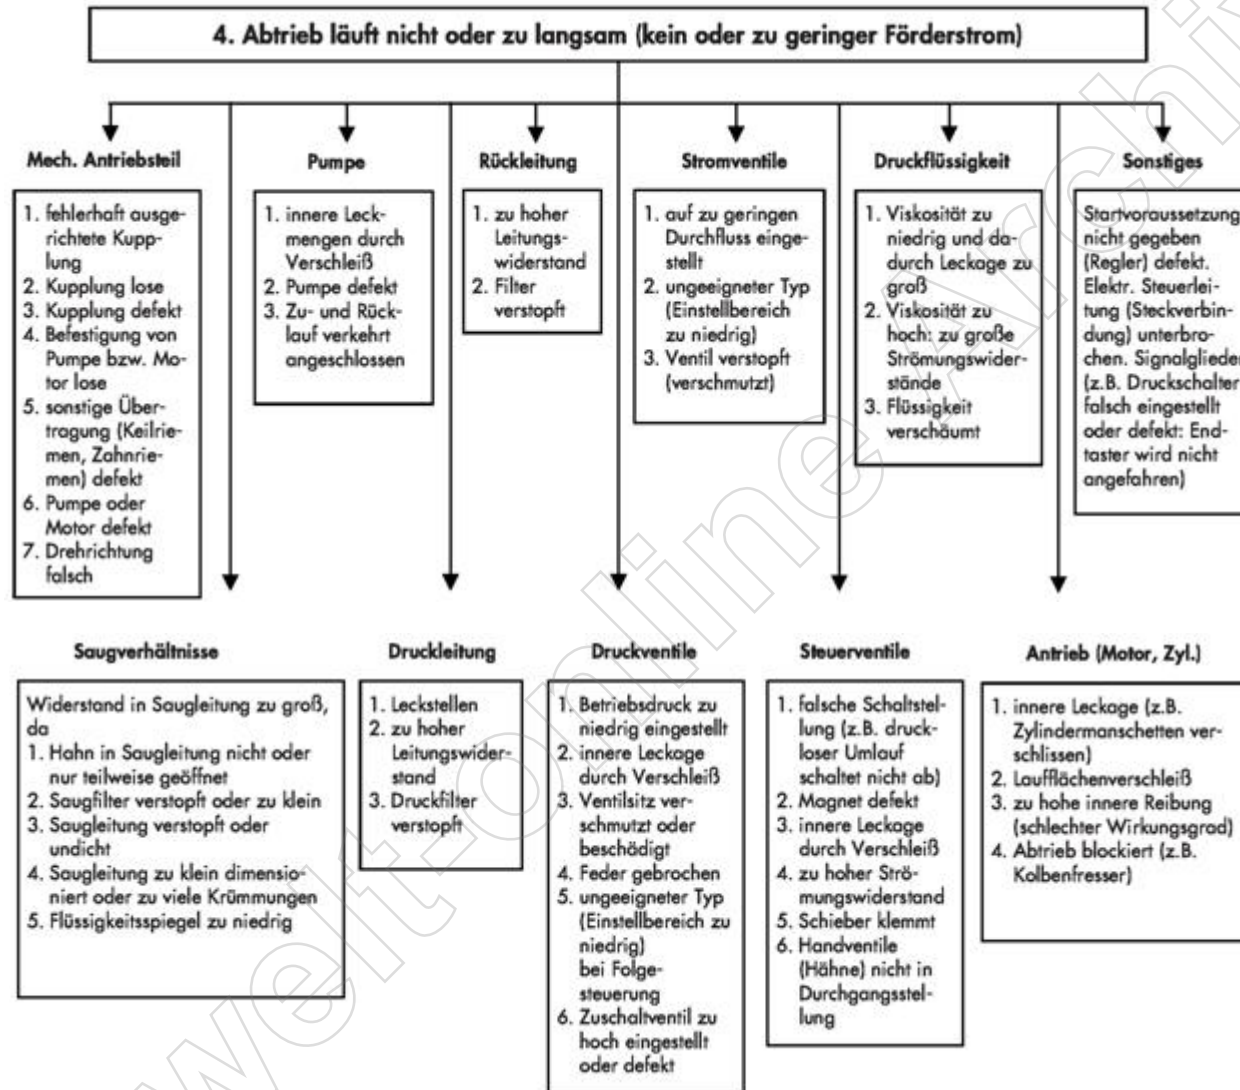 4. Abtrieb läuft nicht oder zu langsam (kein oder zu geringer Förderstrom)
Mech. Antriebsteil
1. fehlerhaft ausge-
richtete Kupp-
lung
2. Kupplung lose
3. Kupplung defekt
4. Befestigung von
Pumpe bzw. Mo-
tor lose
5. sonstige Über-
tragung (Keilrie-
men, Zahnrie-
men) defekt
6. Pumpe oder
Motor defekt
7. Drehrichtung
falsch
Pumpe
1. innere Leck-
mengen durch
Verschleiß
2. Pumpe defekt
3. Zu- und Rück-
lauf verkehrt
angeschlossen
Rückleitung
1. zu hoher
Leitungs-
widerstand
2. Filter
verstopft
Stromventile
1. auf zu geringen
Durchfluss einge-
stellt
2. ungeeigneter Typ
(Einstellbereich
zu niedrig)
3. Ventil verstopft
(verschmutzt)
Druckflüssigkeit
1. Viskosität zu
niedrig und da-
durch Leckage zu
groß
2. Viskosität zu
hoch: zu große
Strömungswider-
stände
3. Flüssigkeit
verschäumt
Sonstiges
Startvoraussetzung
nicht gegeben
(Regler) defekt.
Elektr. Steuerlei-
tung (Steckverbin-
dung) unterbro-
chen. Signalglieder
(z.B. Druckschalter
falsch eingestellt
oder defekt: End-
taster wird nicht
angefahren)
Saugverhältnisse
Widerstand in Saugleitung zu groß,
da
1. Hahn in Saugleitung nicht oder
nur teilweise geöffnet
2. Saugfilter verstopft oder zu klein
3. Saugleitung verstopft oder
undicht
4. Saugleitung zu klein dimensio-
niert oder zu viele Krümmungen
5. Flüssigkeitsspiegel zu niedrig
Druckleitung
1. Leckstellen
2. zu hoher
Leitungswider-
stand
3. Druckfilter
verstopft
Druckventile
1. Betriebsdruck zu
niedrig eingestellt
2. innere Leckage
durch Verschleiß
3. Ventilsitz ver-
schmutzt oder
beschädigt
4. Feder gebrochen
5. ungeeigneter Typ
(Einstellbereich zu
niedrig)
bei Folge-
steuerung
6. Zuschaltventil zu
hoch eingestellt
oder defekt
Steuerventile
1. falsche Schaltstel-
lung (z.B. druck-
loser Umlauf
schaltet nicht ab)
2. Magnet defekt
3. innere Leckage
durch Verschleiß
4. zu hoher Strö-
mungswiderstand
5. Schieber klemmt
6. Handventile
(Hähne) nicht in
Durchgangsstel-
lung
Antrieb (Motor, Zyl.)
1. innere Leckage (z.B.
Zylindermanschetten ver-
schlissen)
2. Laufflächenverschleiß
3. zu hohe innere Reibung
(schlechter Wirkungsgrad)
4. Abtrieb blockiert (z.B.
Kolbenfresser)
welt-online Archiv